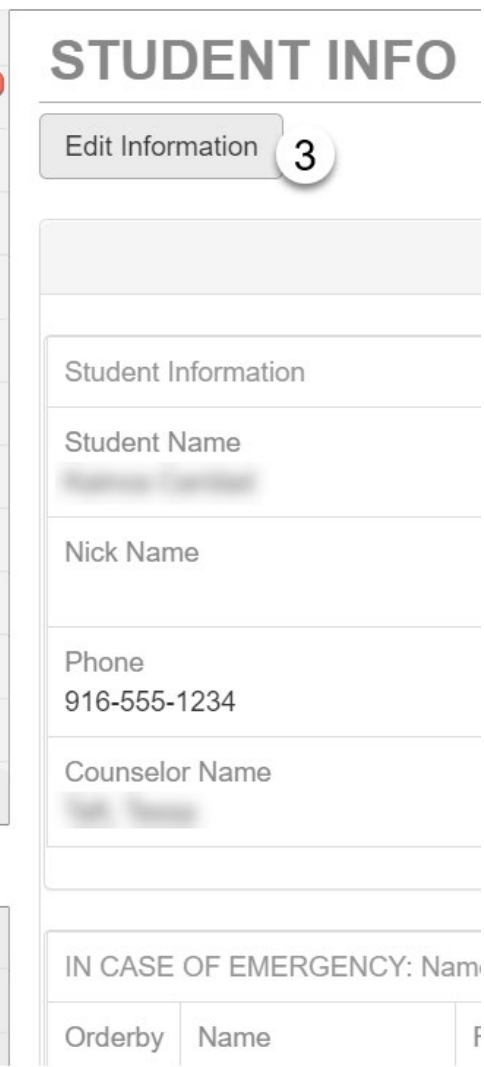 STUDENT INFO
Edit Information 3
Student Information
Student Name
Nick Name
Phone
916-555-1234
Counselor Name
IN CASE OF EMERGENCY:
Orderby Name